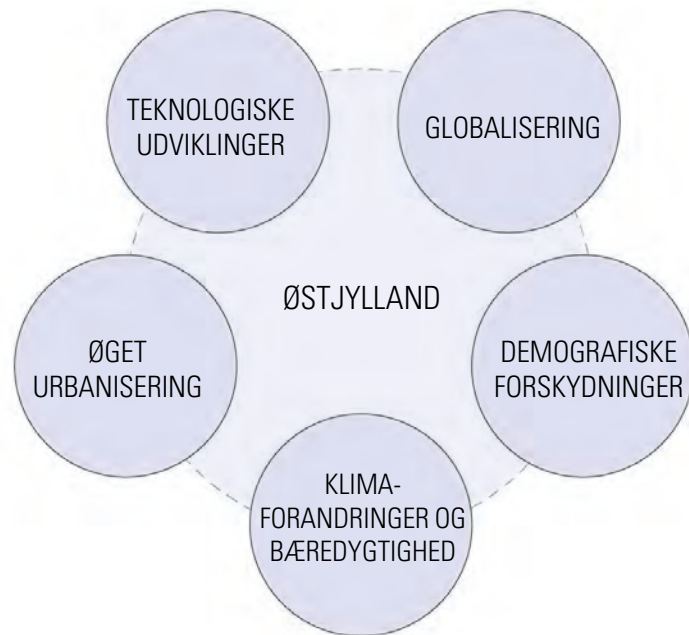 TEKNOLOGISKE
UDVIKLINGER
GLOBALISERING
ØSTJYLLAND
ØGET
URBANISERING
DEMOGRAFISKE
FORSKYDNINGER
KLIMA-
FORANDRINGER OG
BÆREDYGTIGHED